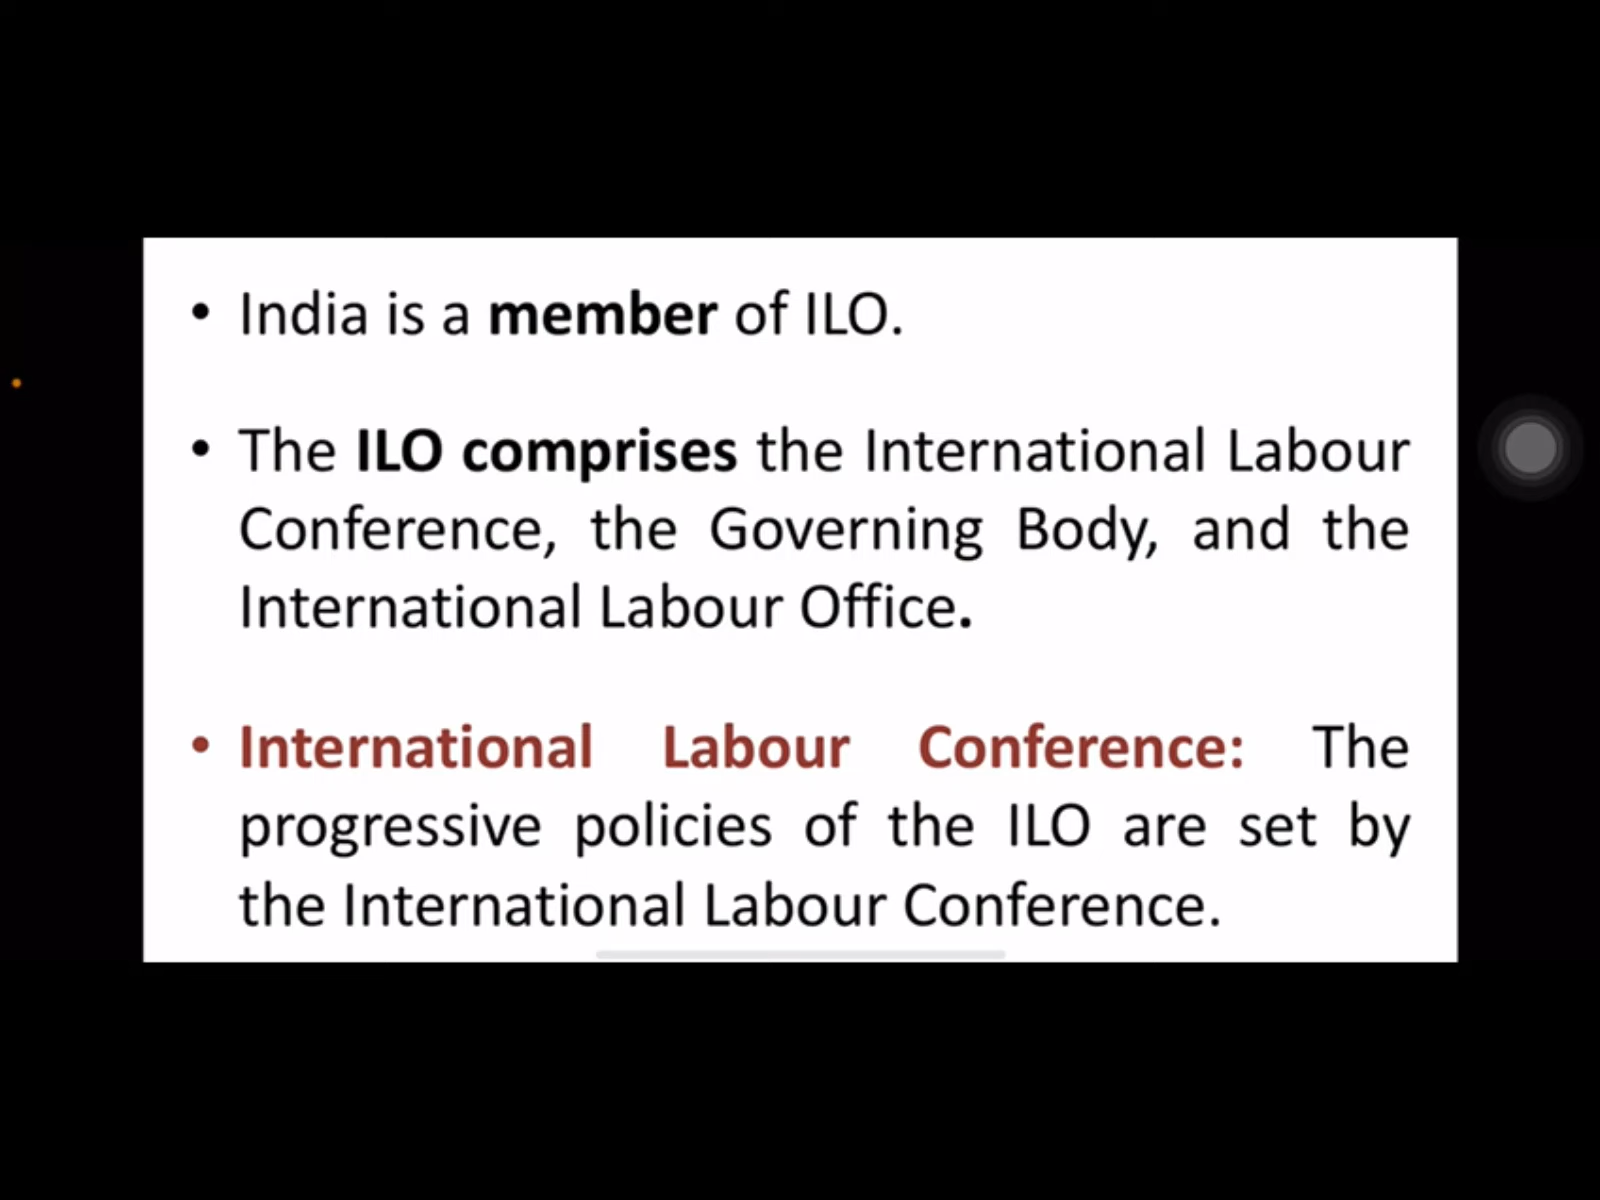 • India is a member of ILO.
• The ILO comprises the International Labour
Conference, the Governing Body, and the
International Labour Office.
• International Labour Conference: The
progressive policies of the ILO are set by
the International Labour Conference.